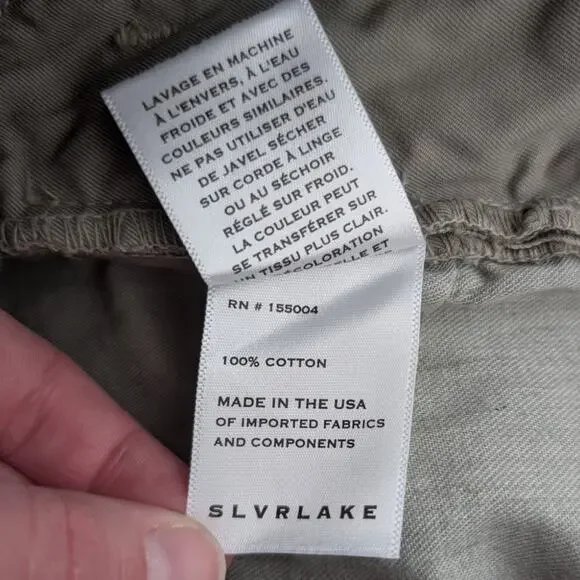 LAVAGE EN MACHINE
À L'ENVERS, À L'EAU
FROIDE ET AVEC DES
COULEURS SIMILAIRES.
NE PAS UTILISER D'EAU
DE JAVEL. SÉCHER
SUR CORDE À LINGE
OU AU SÉCHOIR
RÉGLÉ SUR FROID.
LA COULEUR PEUT
SE TRANSFÉRER SUR
UN TISSU PLUS CLAIR.
DÉCOLORATION
ET
RN # 155004
100% COTTON
MADE IN THE USA
OF IMPORTED FABRICS
AND COMPONENTS
SLVRLAKE